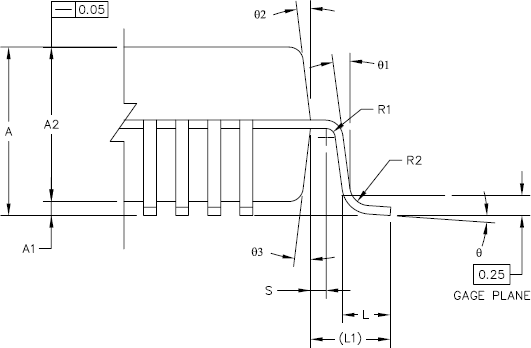 — 0.05
θ2
θ1
A
A2
R1
R2
A1
θ3
S
θ
0.25
GAGE PLANE
L
(L1)